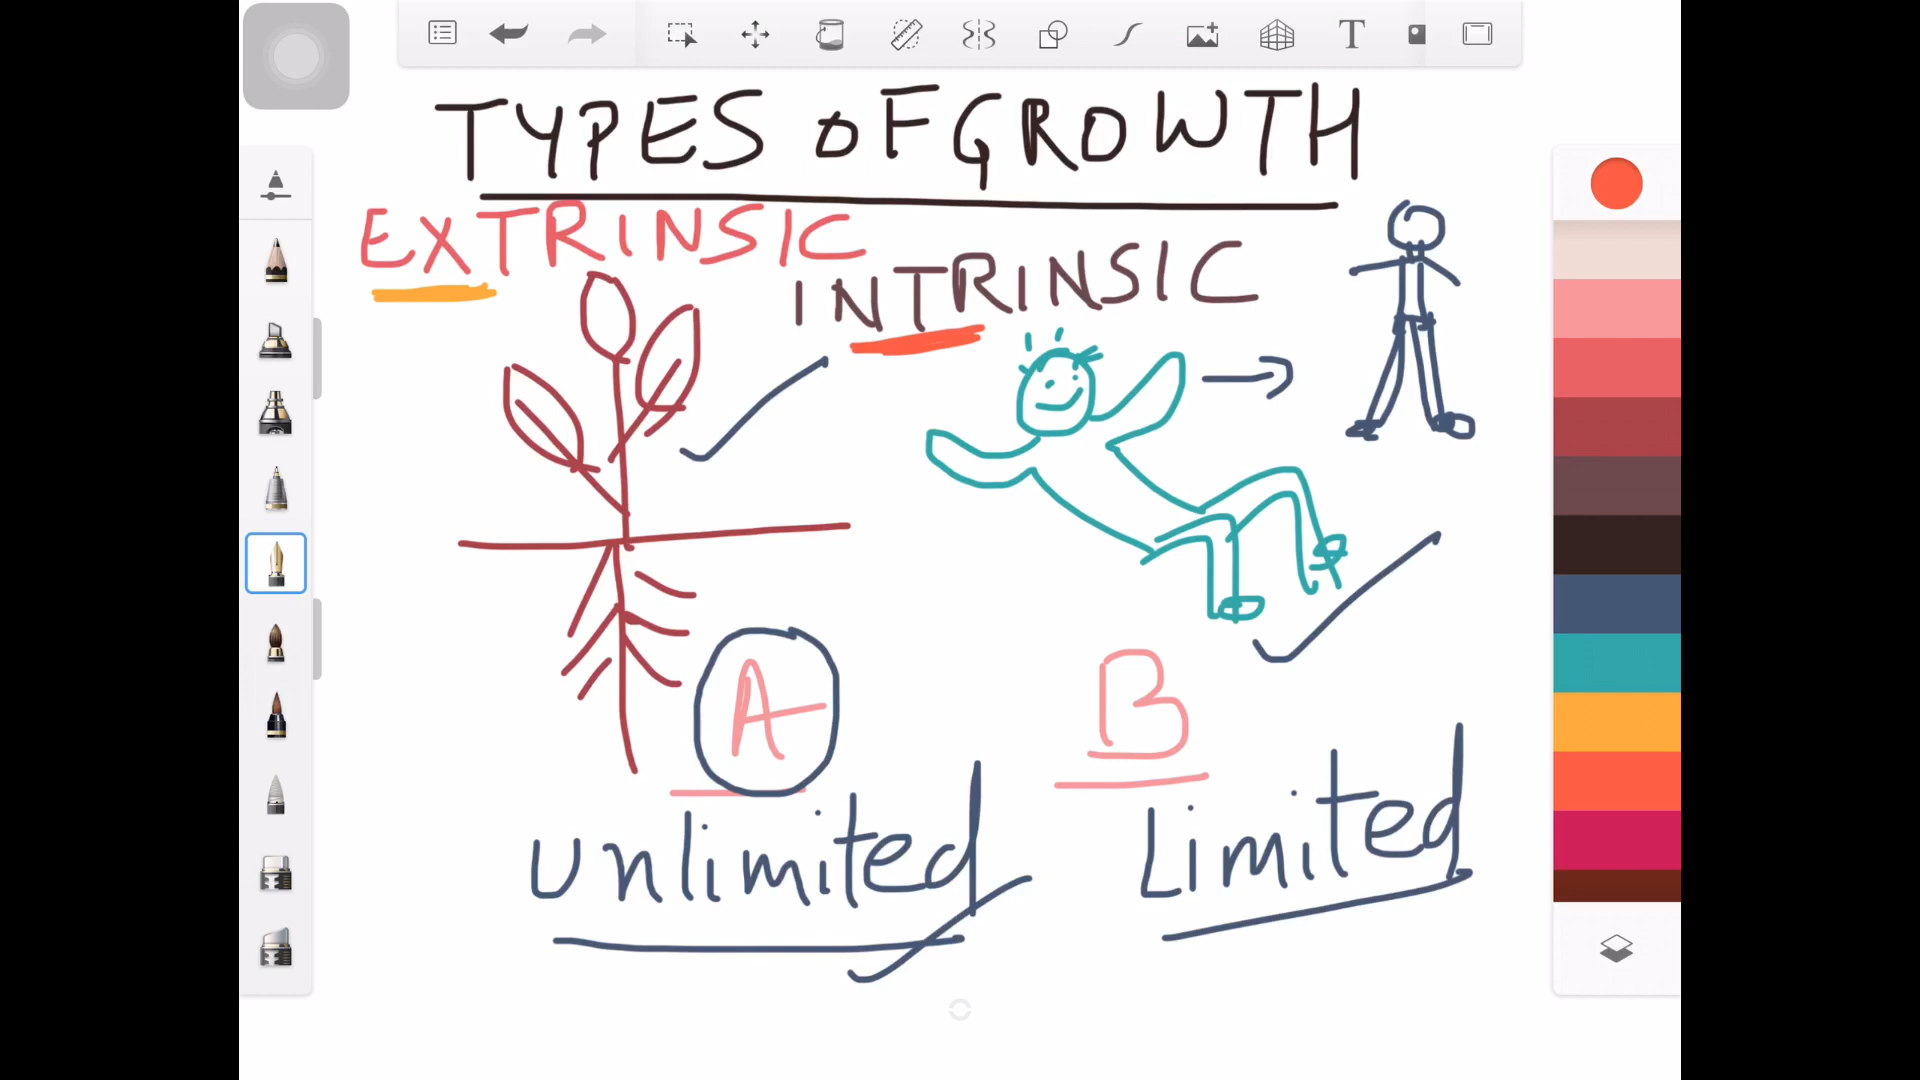 TYPES OF GROWTH
EXTRINSIC
INTRINSIC
A
B
unlimited
Limited